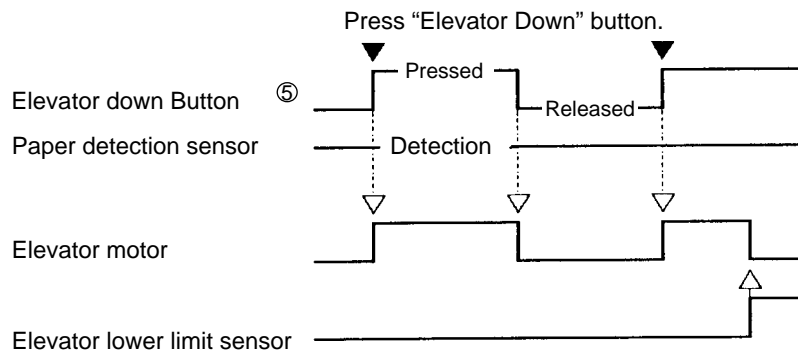 Press “Elevator Down” button.
Pressed
Elevator down Button ⑤
Released
Paper detection sensor Detection
Elevator motor
Elevator lower limit sensor